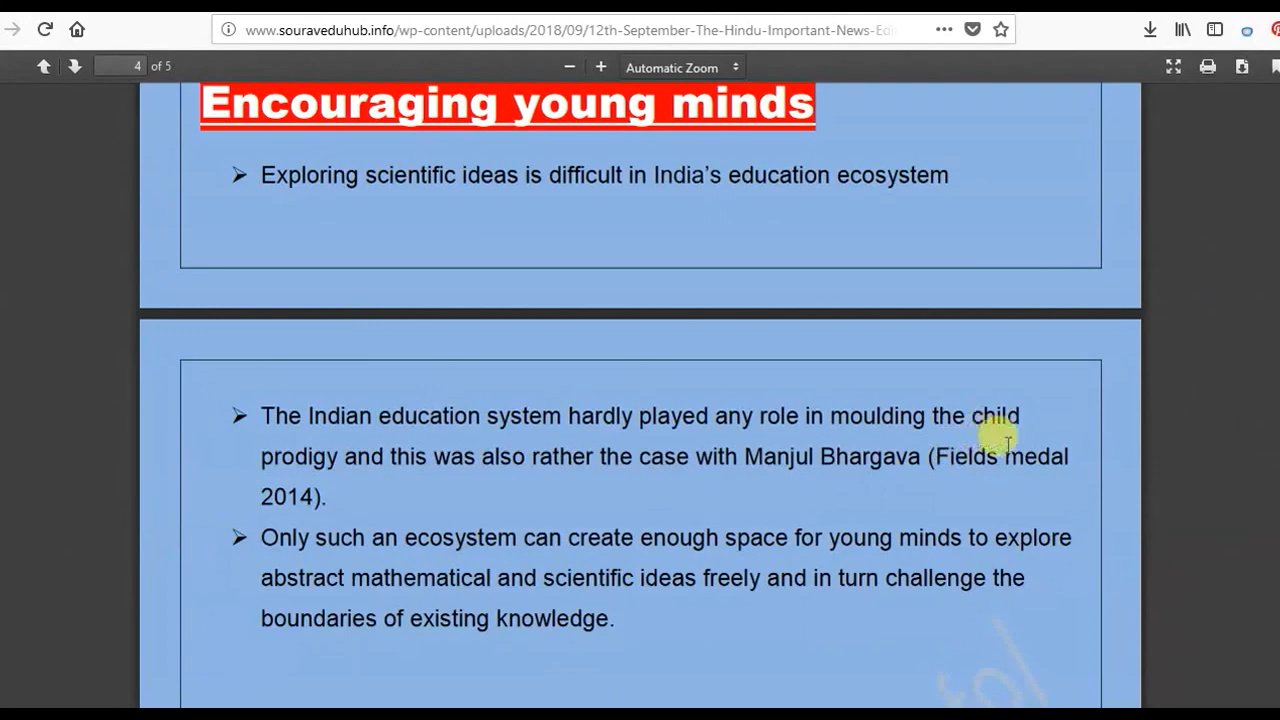 www.souraveduhub.info/wp-content/uploads/2018/09/12th-September-The-Hindu-Important-News-Edi
4 of 5
Automatic Zoom
Encouraging young minds
➢ Exploring scientific ideas is difficult in India’s education ecosystem
➢ The Indian education system hardly played any role in moulding the child
prodigy and this was also rather the case with Manjul Bhargava (Fields medal
2014).
➢ Only such an ecosystem can create enough space for young minds to explore
abstract mathematical and scientific ideas freely and in turn challenge the
boundaries of existing knowledge.